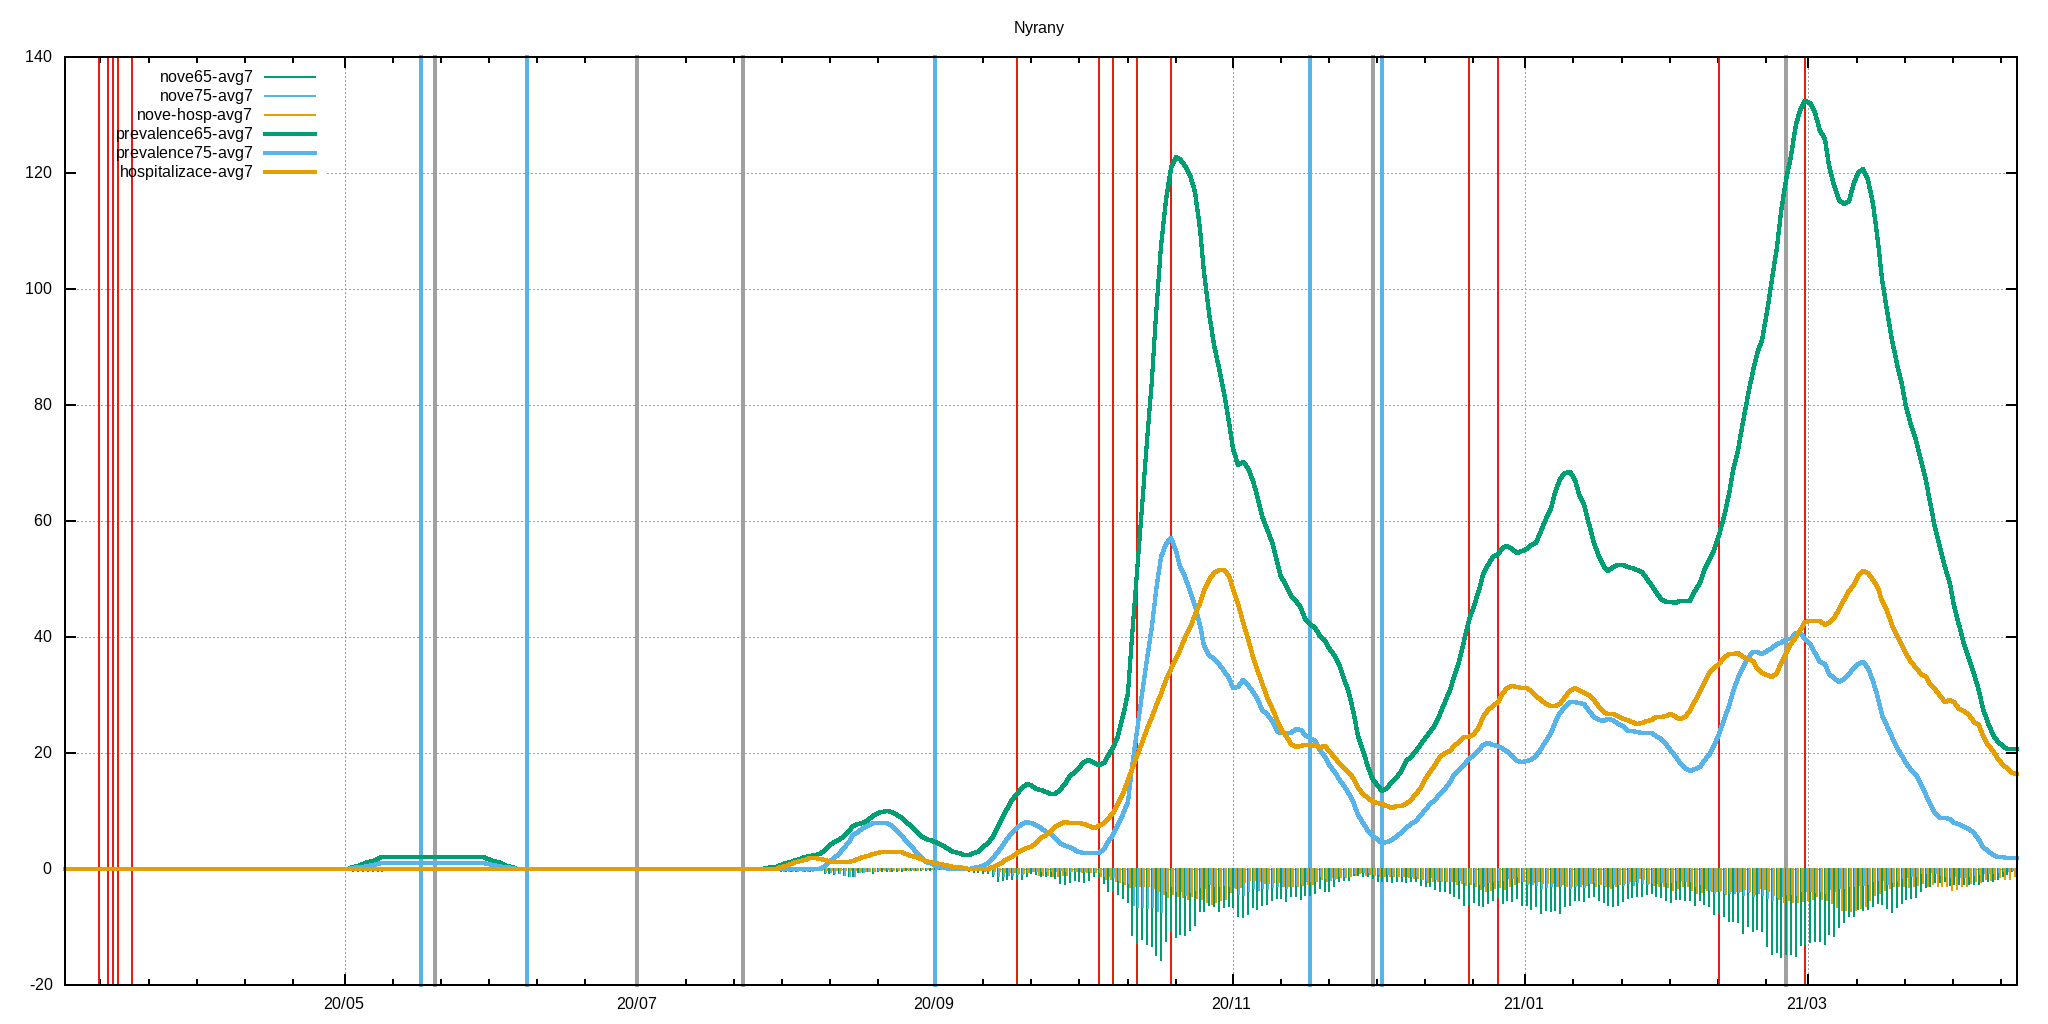 Nyrany
140
120
100
80
60
40
20
0
-20
nove65-avg7
nove75-avg7
nove-hosp-avg7
prevalence65-avg7
prevalence75-avg7
hospitalizace-avg7
20/05 20/07 20/09 20/11 21/01 21/03